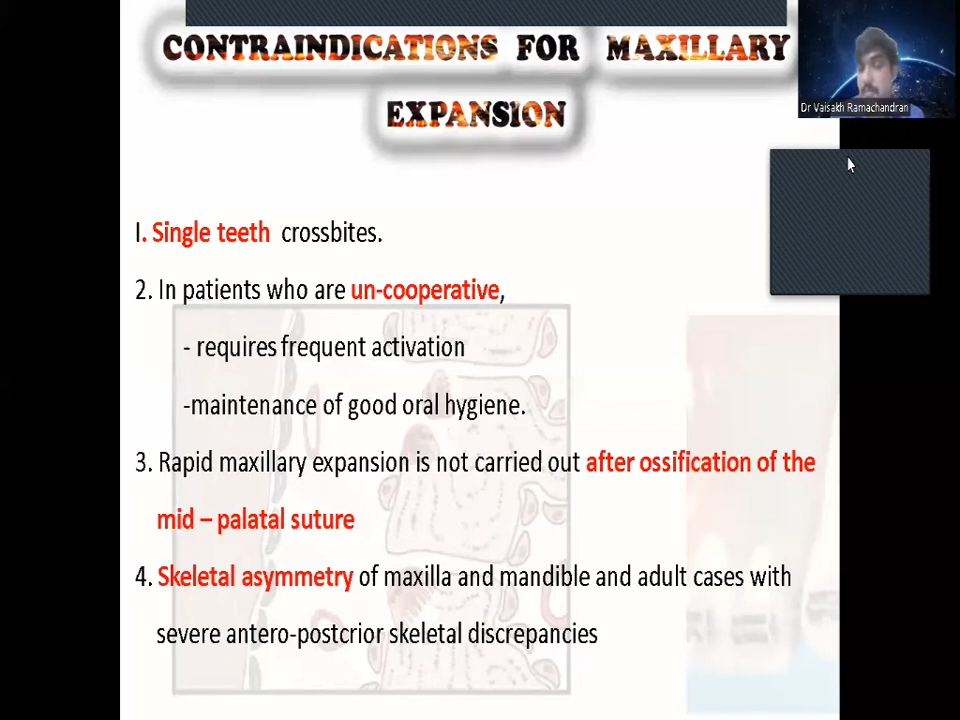 CONTRAINDICATIONS FOR MAXILLARY
EXPANSION
Dr Vaisakh Ramachandran
I. Single teeth crossbites.
2. In patients who are un-cooperative,
- requires frequent activation
-maintenance of good oral hygiene.
3. Rapid maxillary expansion is not carried out after ossification of the
mid – palatal suture
4. Skeletal asymmetry of maxilla and mandible and adult cases with
severe antero-postcrior skeletal discrepancies